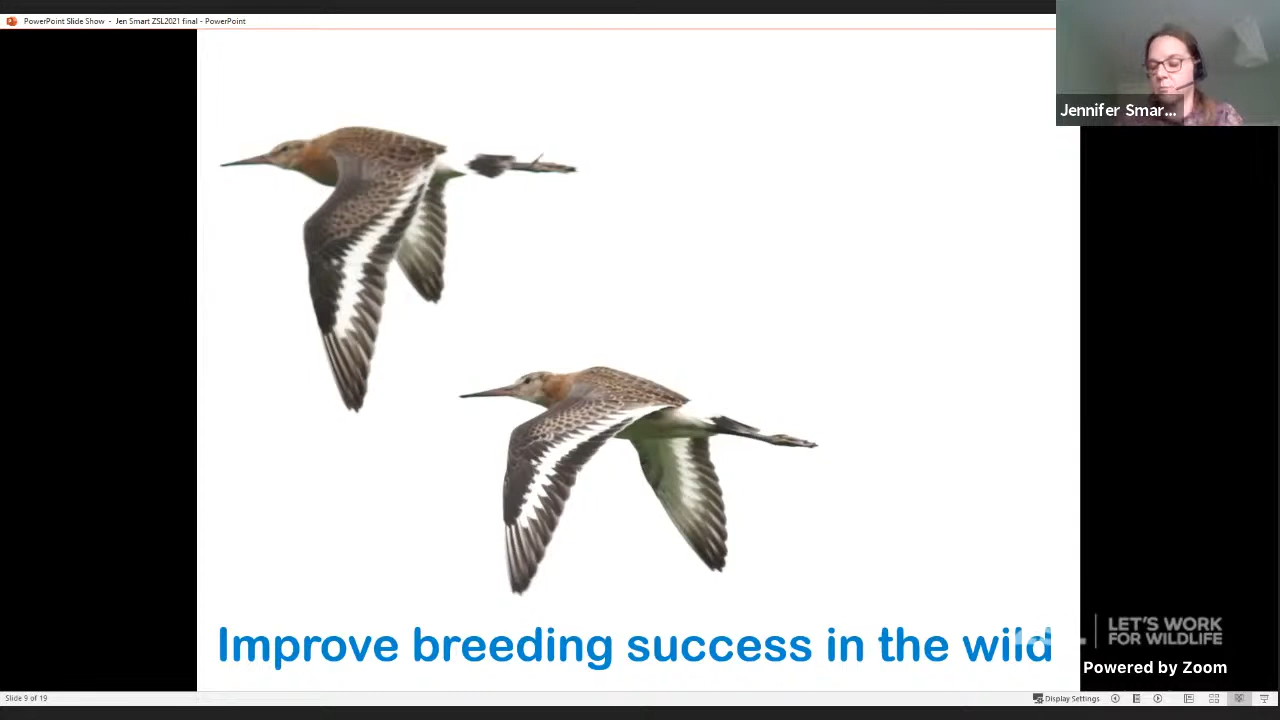 PowerPoint Slide Show - Jen Smart ZSL2021 final - PowerPoint
Jennifer Smar...
Improve breeding success in the wild
LET'S WORK
FOR WILDLIFE
Powered by Zoom
Slide 9 of 19
Display Settings